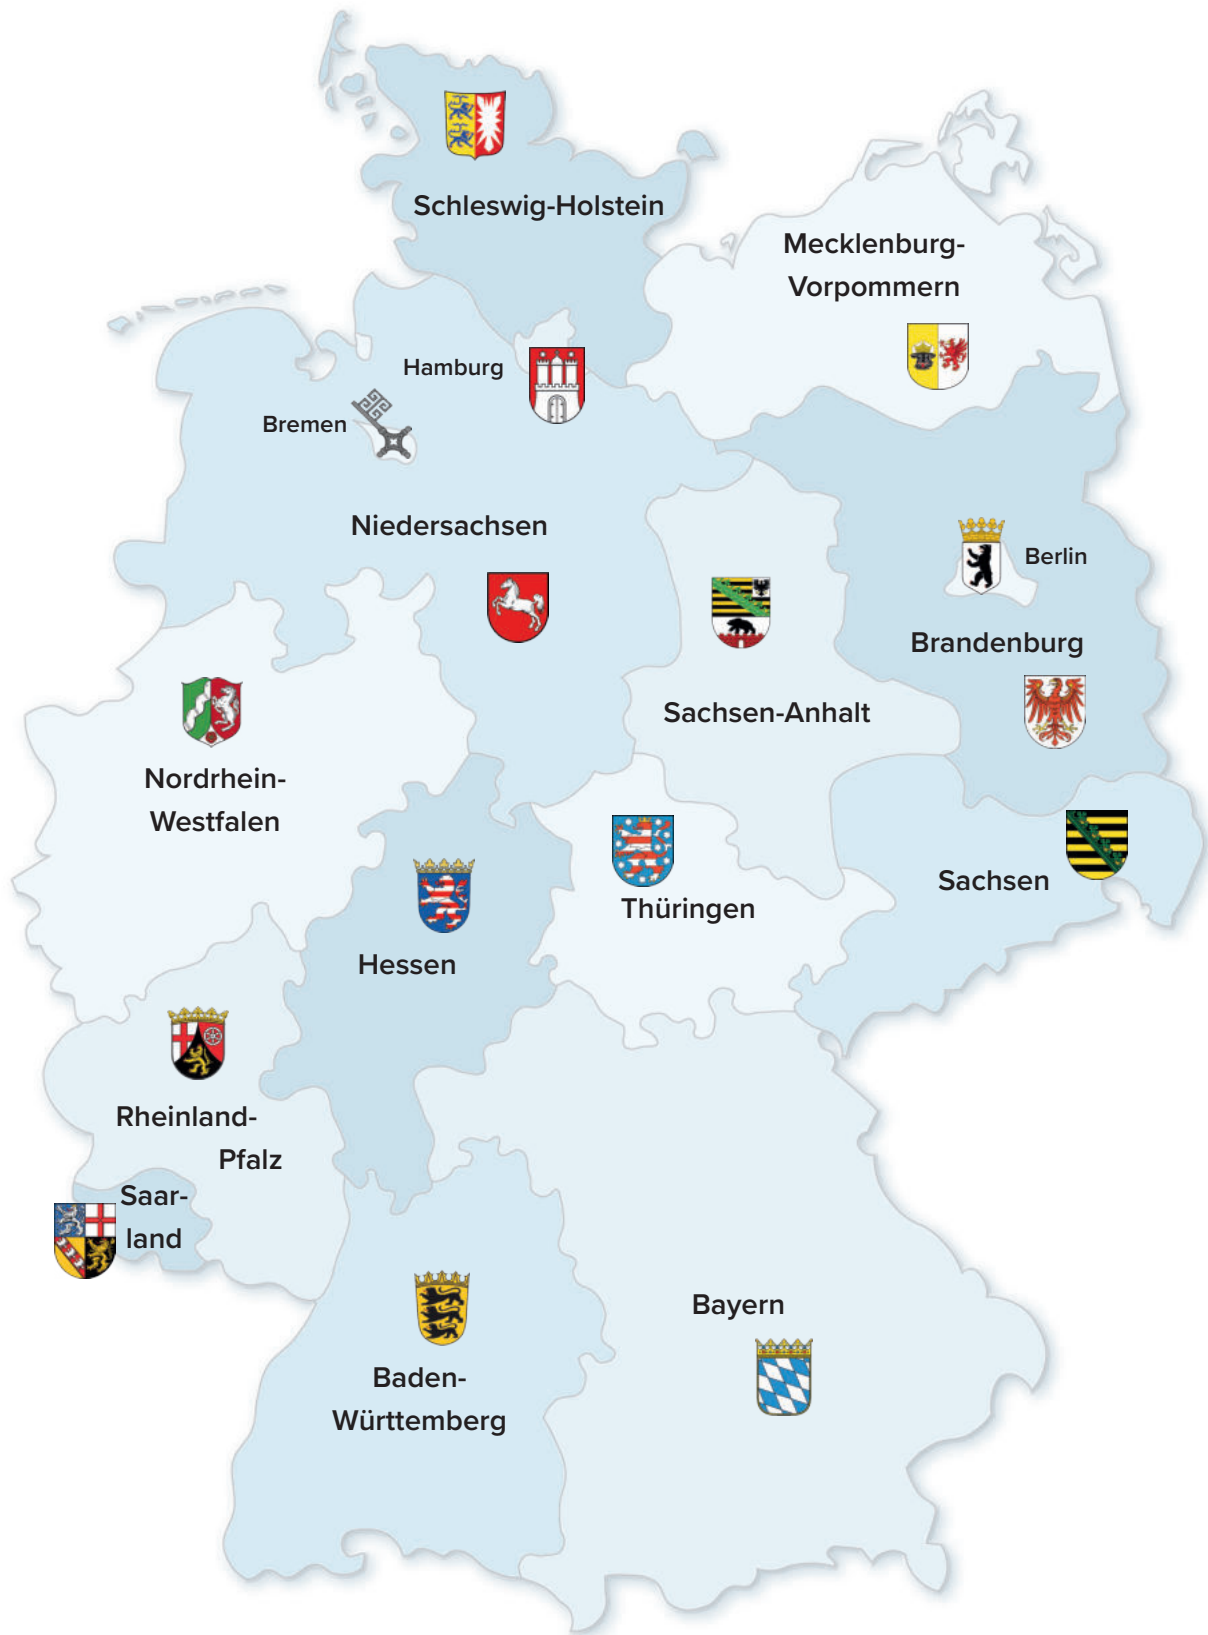 Schleswig-Holstein
Mecklenburg-
Vorpommern
Hamburg
Bremen
Niedersachsen
Berlin
Brandenburg
Sachsen-Anhalt
Nordrhein-
Westfalen
Sachsen
Thüringen
Hessen
Rheinland-
Pfalz
Saar-
land
Bayern
Baden-
Württemberg